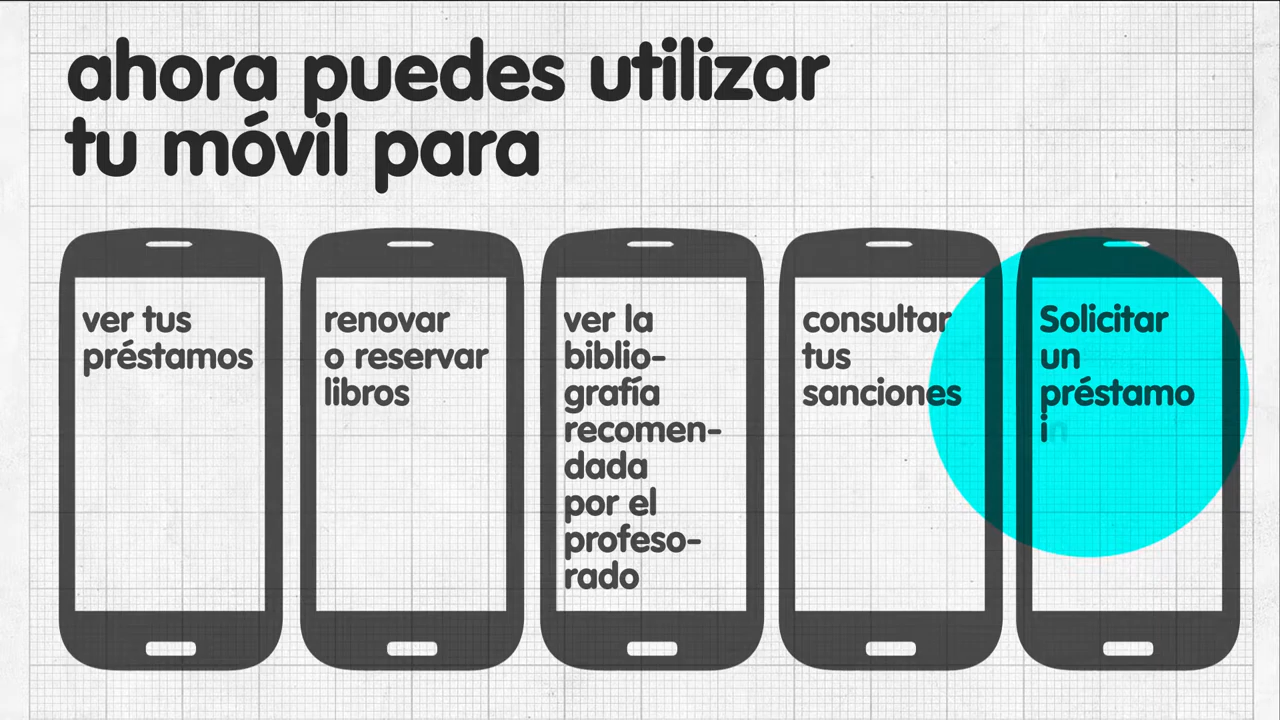 ahora puedes utilizar
tu móvil para
ver tus
préstamos
renovar
o reservar
libros
ver la
biblio-
grafía
recomen-
dada
por el
profeso-
rado
consultar
tus
sanciones
Solicitar
un
préstamo
in